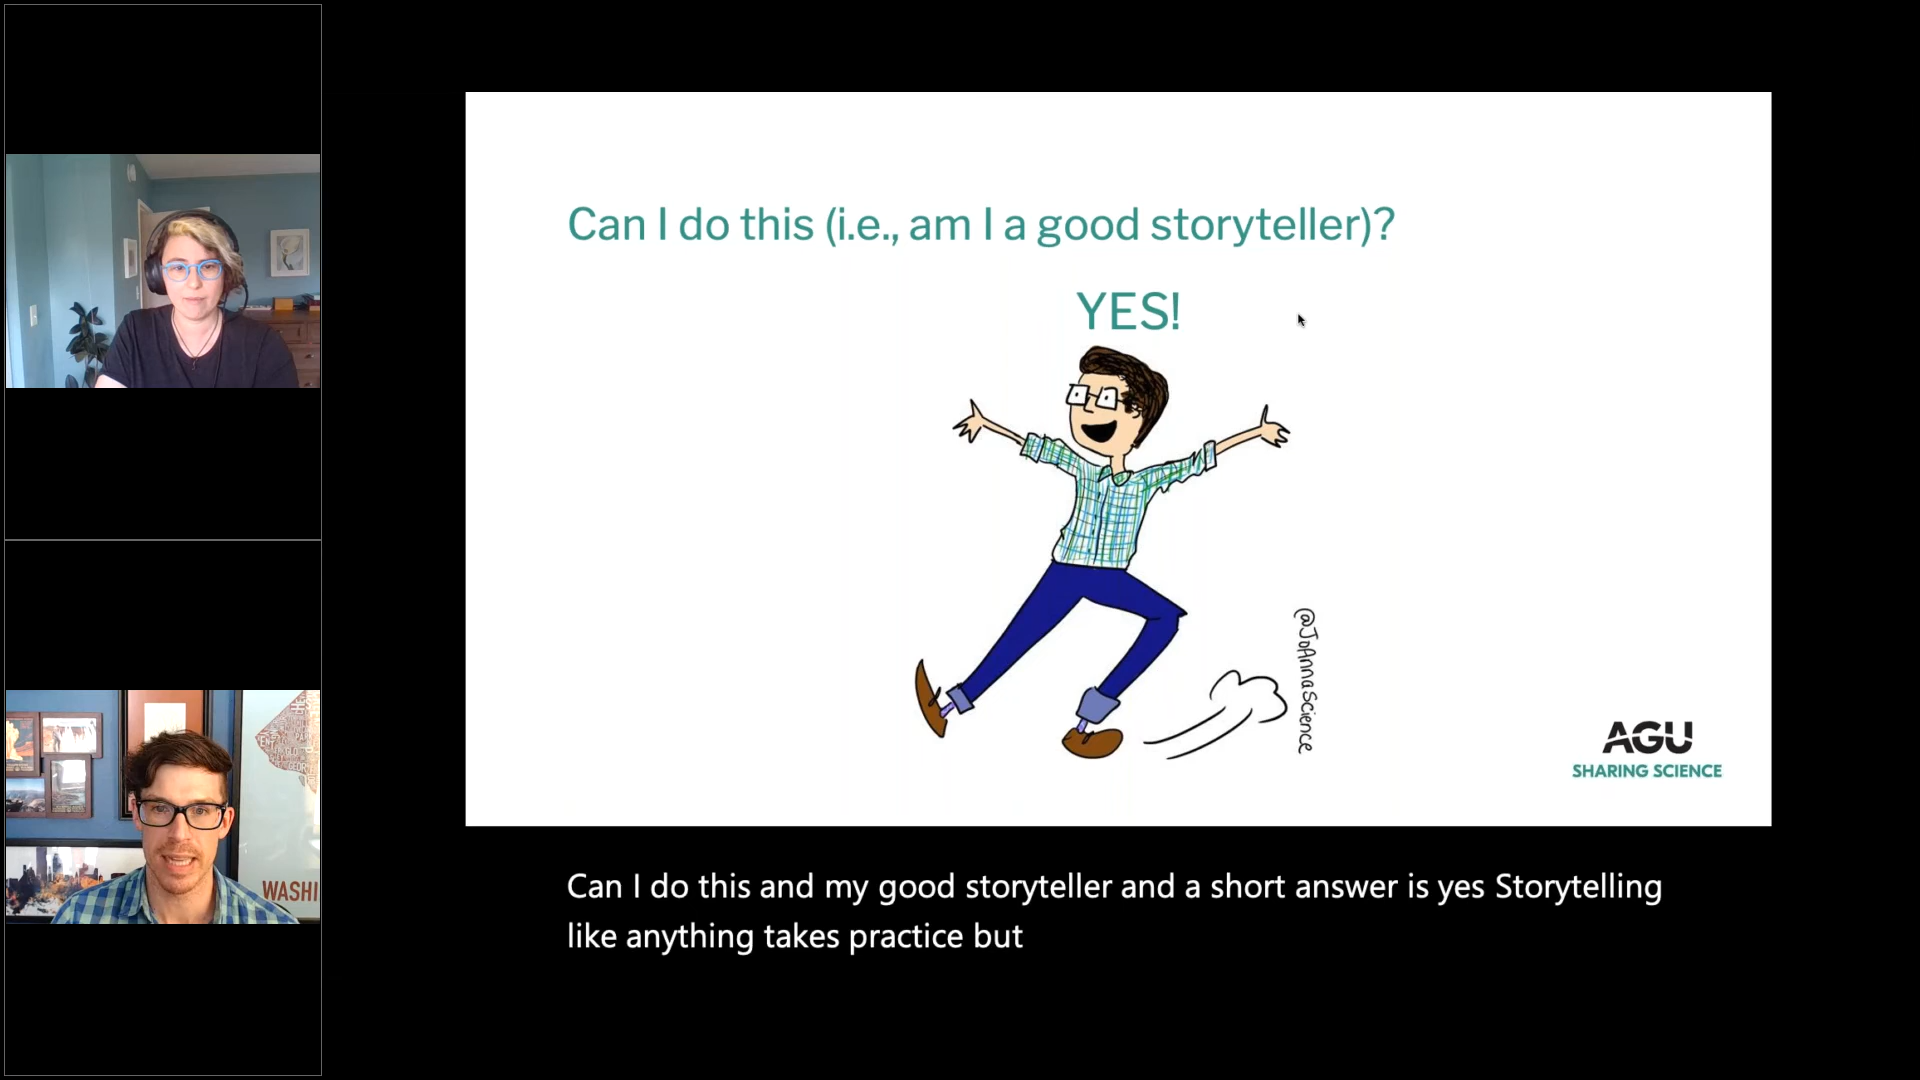 Can I do this (i.e., am I a good storyteller)?
YES!
@JoAnnaScience
AGU
SHARING SCIENCE
WASHI
Can I do this and my good storyteller and a short answer is yes Storytelling
like anything takes practice but